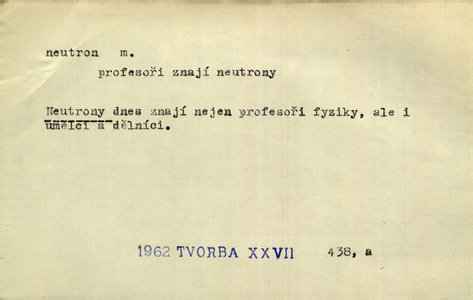 neutron m.
profesoři znají neutrony
Neutrony dnes znají nejen profesoři fyziky, ale i
umělci a dělníci.
1962 TVORBA XXVII 438, a